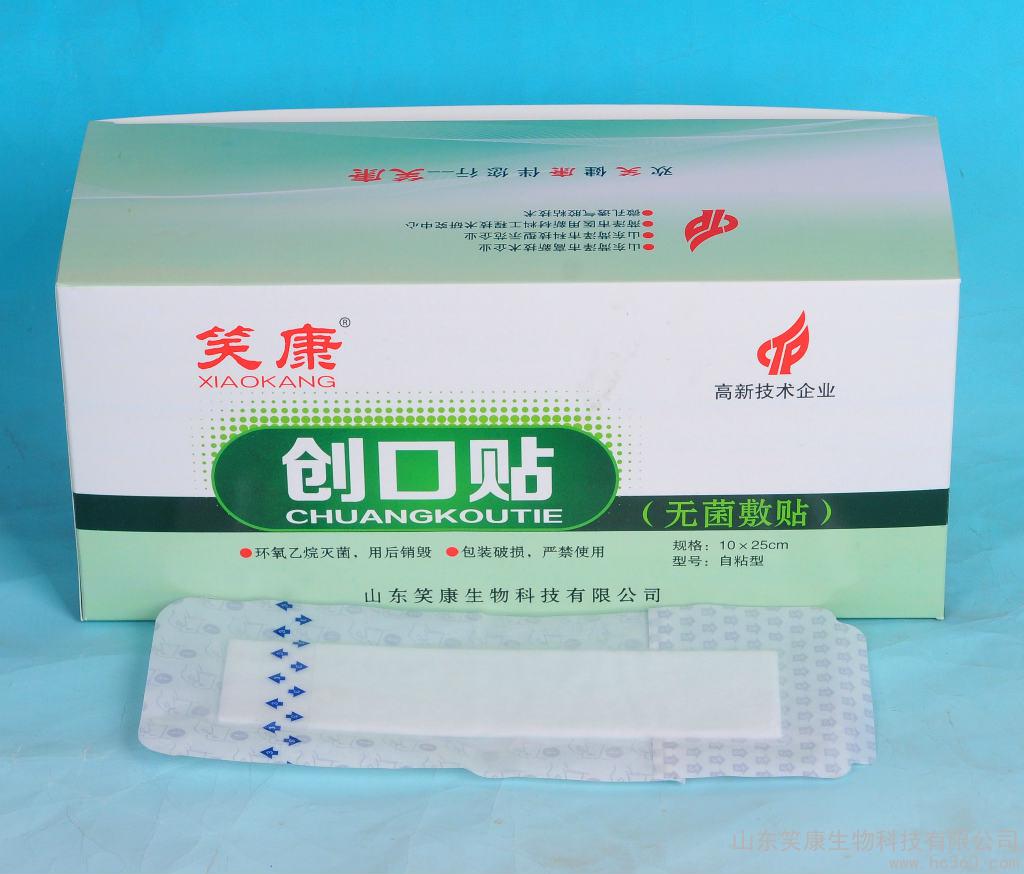 欢笑健康伴您行——笑康
CTP
●山东菏泽市高新技术企业
●山东菏泽市科技型示范企业
●菏泽市医用新材料工程技术研究中心
●微孔透气胶粘技术
笑康®
XIAOKANG
CTP
高新技术企业
创口贴
CHUANGKOUTIE
（无菌敷贴）
●环氧乙烷灭菌，用后销毁 ●包装破损，严禁使用
规格：10×25cm
型号：自粘型
山东笑康生物科技有限公司
山东笑康生物科技有限公司
www.hc360.com